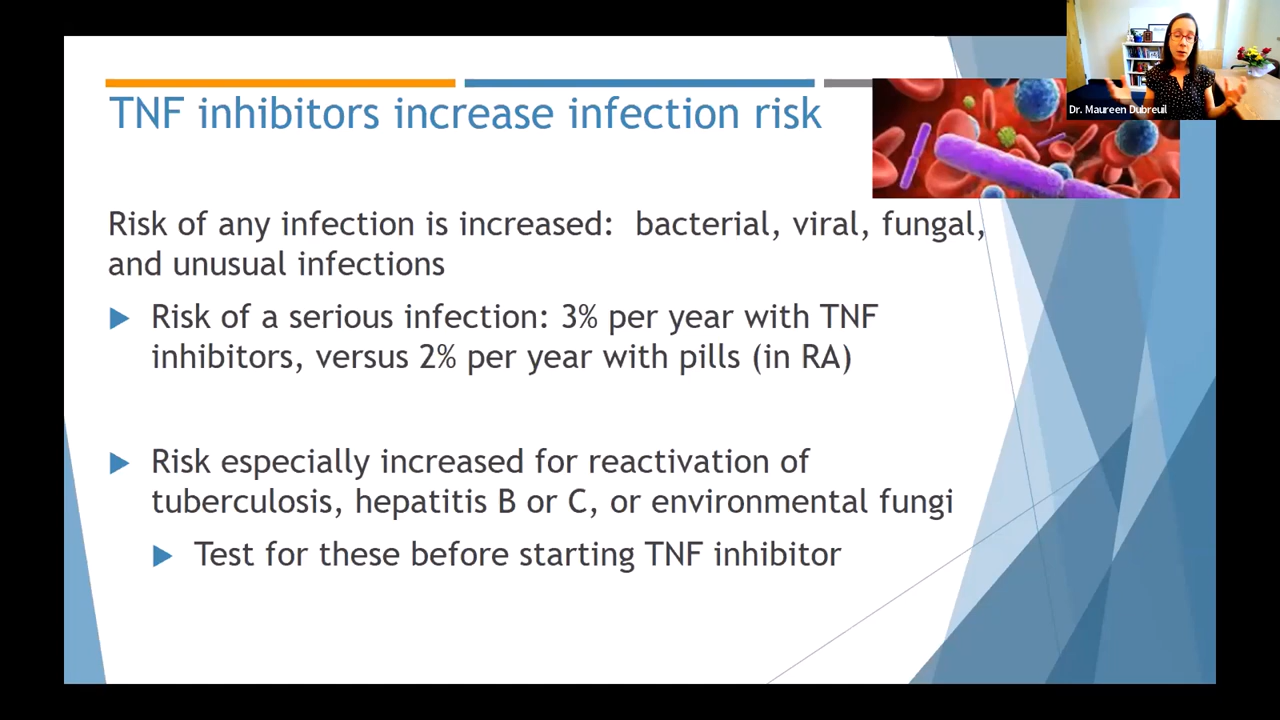 Dr. Maureen Dubreuil
TNF inhibitors increase infection risk
Risk of any infection is increased:  bacterial, viral, fungal,
and unusual infections
Risk of a serious infection: 3% per year with TNF
inhibitors, versus 2% per year with pills (in RA)
Risk especially increased for reactivation of
tuberculosis, hepatitis B or C, or environmental fungi
Test for these before starting TNF inhibitor